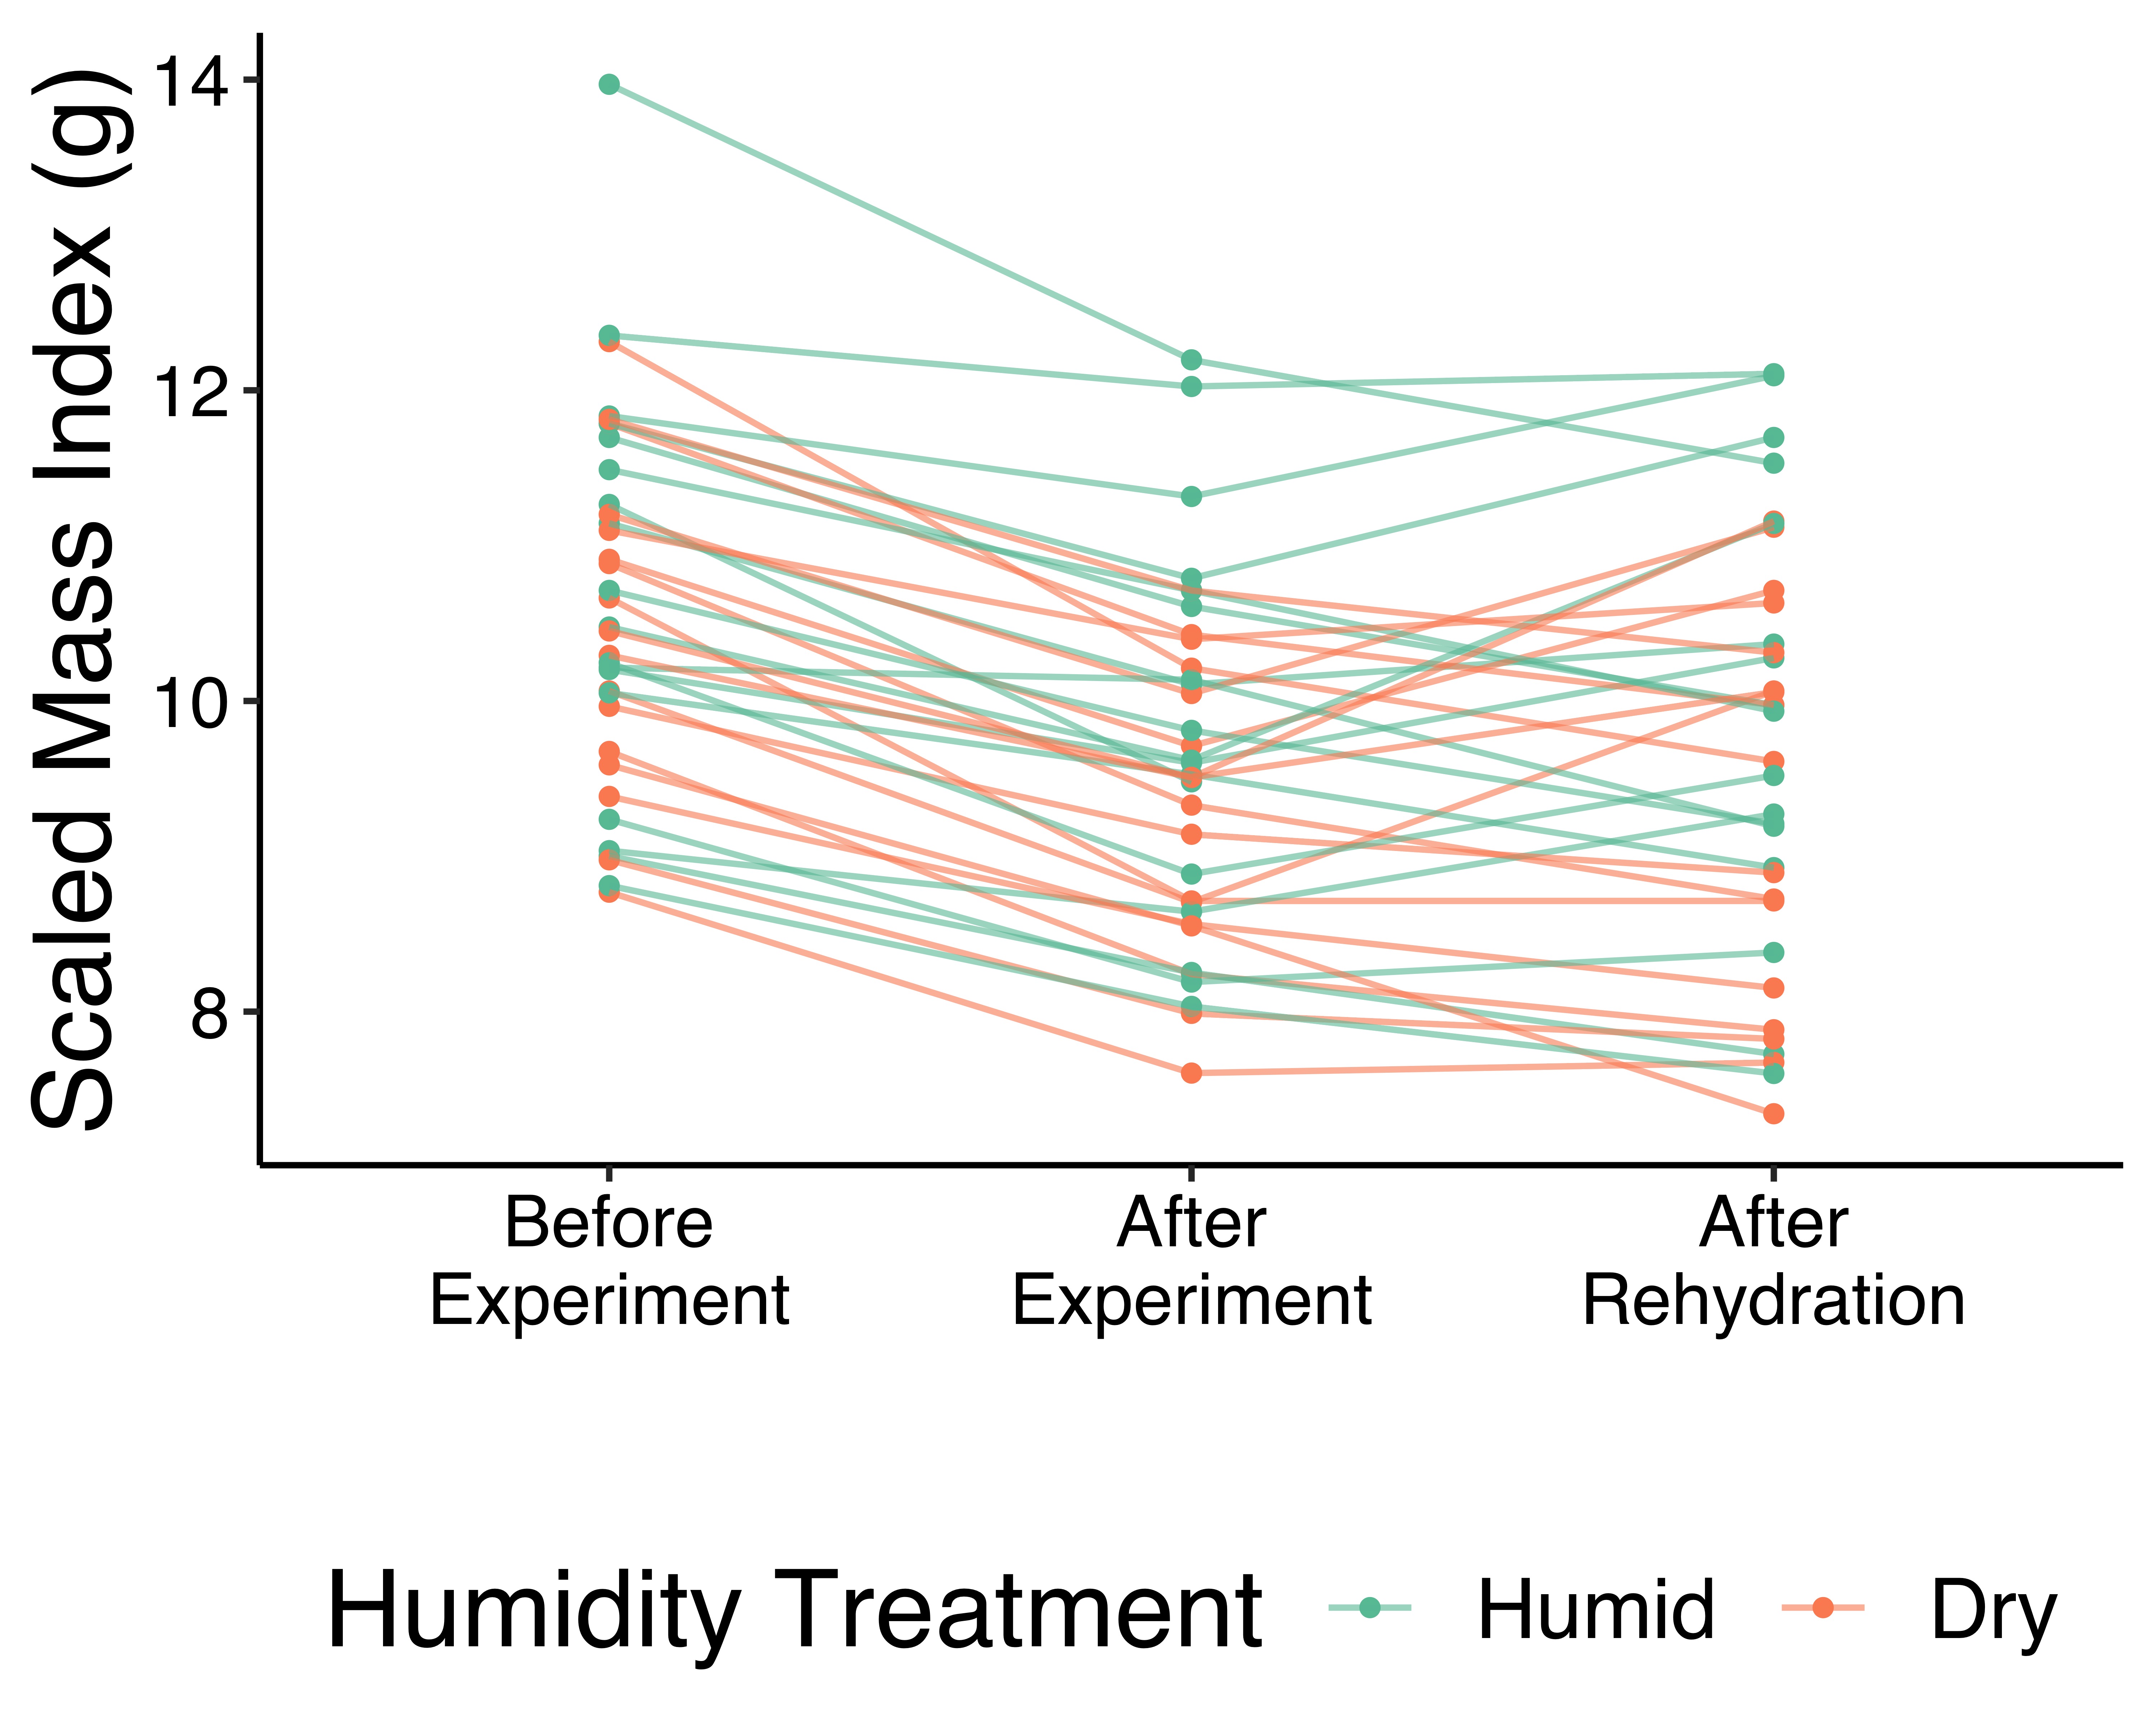 Scaled Mass Index (g)
14
12
10
8
Before
Experiment
After
Experiment
After
Rehydration
Humidity Treatment
Humid
Dry